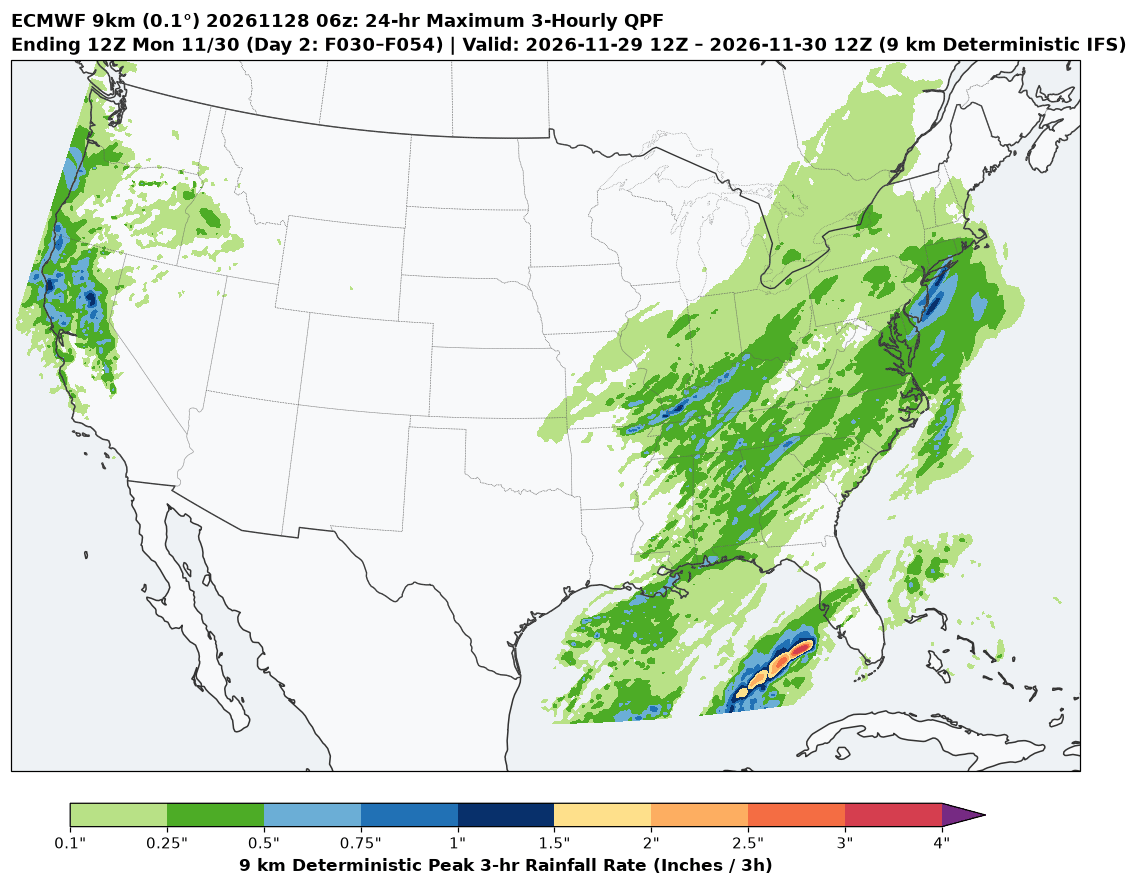 ECMWF 9km (0.1°) 20261128 06z: 24-hr Maximum 3-Hourly QPF
Ending 12Z Mon 11/30 (Day 2: F030–F054) | Valid: 2026-11-29 12Z – 2026-11-30 12Z (9 km Deterministic IFS)
0.1" 0.25" 0.5" 0.75" 1" 1.5" 2" 2.5" 3" 4"
9 km Deterministic Peak 3-hr Rainfall Rate (Inches / 3h)